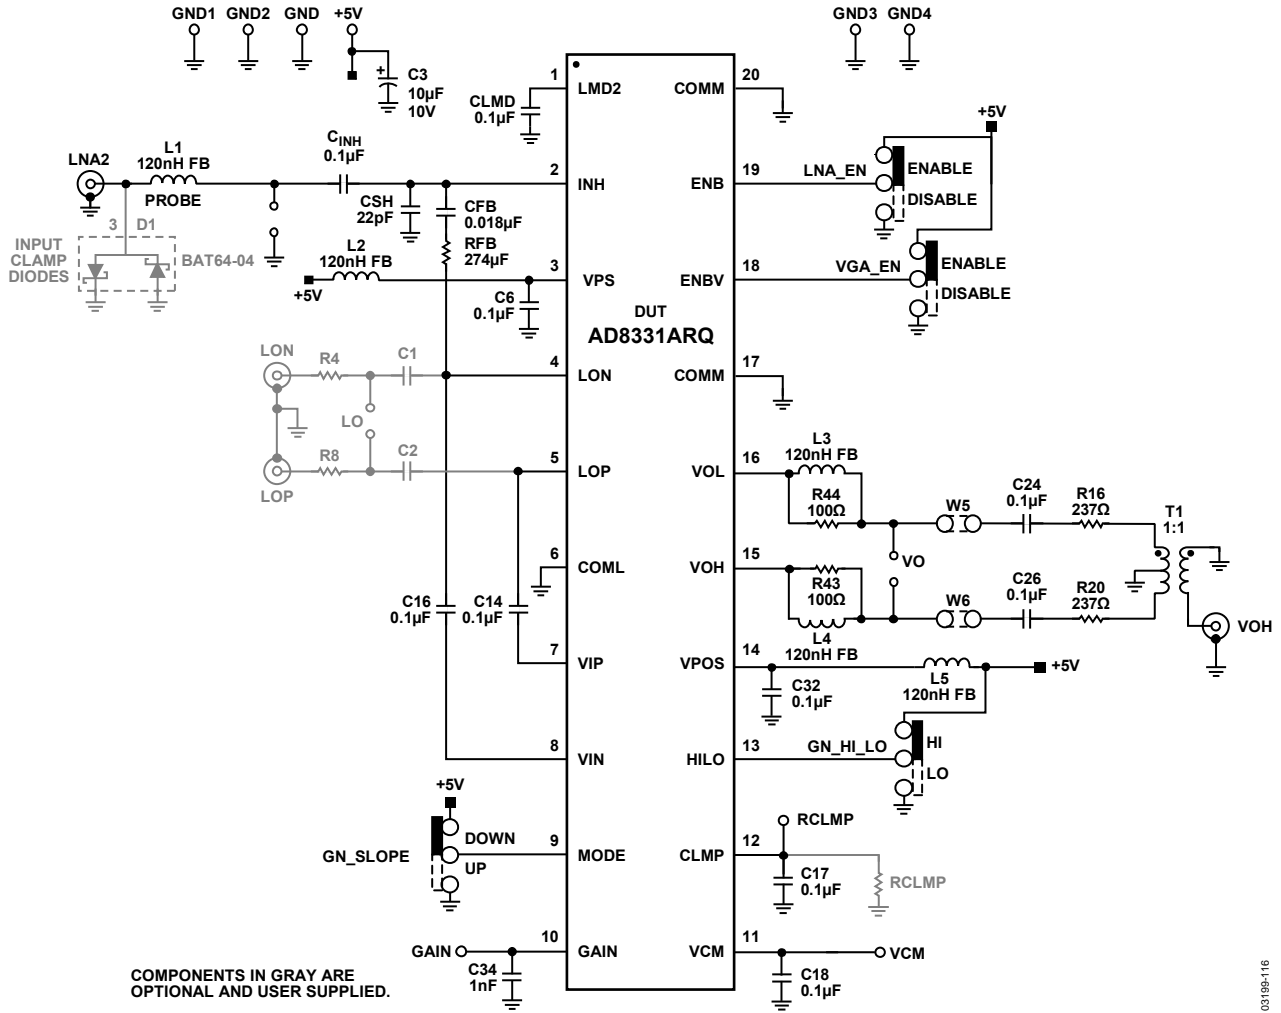 GND1 GND2 GND +5V
GND3 GND4
+ C3
10µF
10V
CLMD
0.1µF
1 LMD2
COMM 20
+5V
LNA2
L1
120nH FB
PROBE
CINH
0.1µF
2 INH
ENB 19
LNA_EN
ENABLE
DISABLE
CSH
22pF
CFB
0.018µF
RFB
274µF
3 D1
INPUT
CLAMP
DIODES
BAT64-04
L2
120nH FB
+5V
3 VPS
C6
0.1µF
ENBV 18
VGA_EN
ENABLE
DISABLE
DUT
AD8331ARQ
LON
R4
C1
4 LON
COMM 17
LO
LOP
R8
C2
5 LOP
VOL 16
L3
120nH FB
R44
100Ω
W5
C24
0.1µF
R16
237Ω
T1
1:1
6 COML
VOH 15
R43
100Ω
VO
L4
120nH FB
W6
C26
0.1µF
R20
237Ω
VOH
C16
0.1µF
C14
0.1µF
7 VIP
VPOS 14
C32
0.1µF
L5
120nH FB
+5V
8 VIN
HILO 13
GN_HI_LO
HI
LO
+5V
GN_SLOPE
DOWN
UP
9 MODE
CLMP 12
RCLMP
C17
0.1µF
RCLMP
GAIN
10 GAIN
C34
1nF
VCM 11
VCM
C18
0.1µF
COMPONENTS IN GRAY ARE
OPTIONAL AND USER SUPPLIED.
03199-116